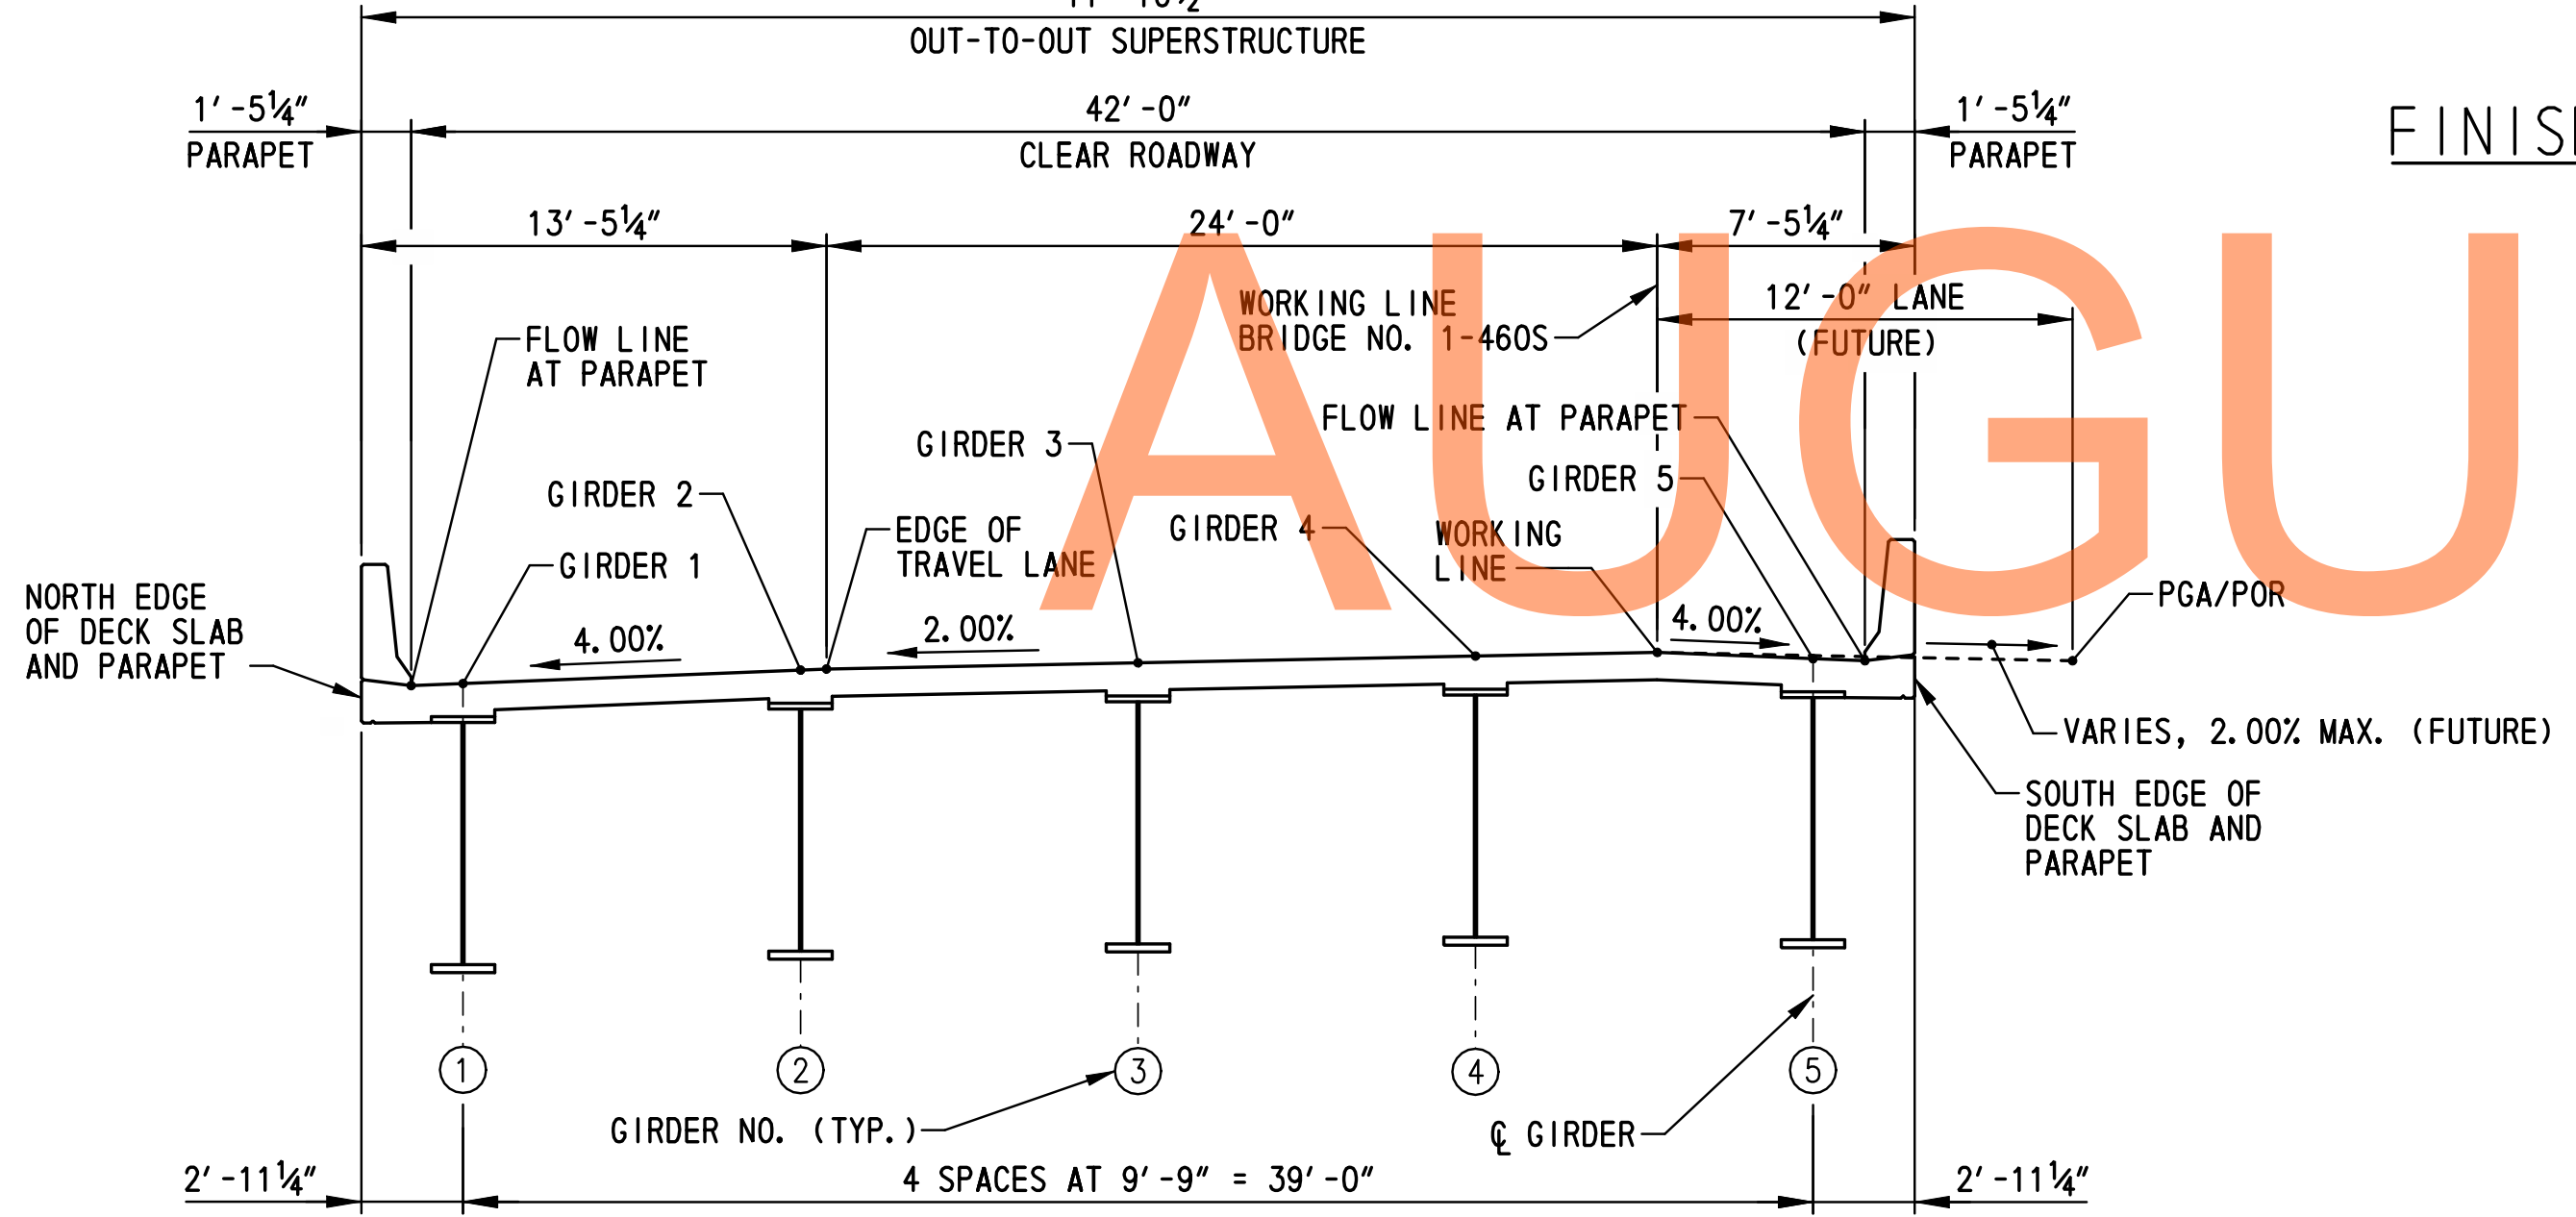 OUT-TO-OUT SUPERSTRUCTURE
1'-5¼"
42'-0"
1'-5¼"
PARAPET
CLEAR ROADWAY
PARAPET
FINIS
13'-5¼"
24'-0"
7'-5¼"
AUGU
WORKING LINE
BRIDGE NO. 1-460S
12'-0" LANE
(FUTURE)
FLOW LINE
AT PARAPET
FLOW LINE AT PARAPET
GIRDER 3
GIRDER 5
GIRDER 2
EDGE OF
TRAVEL LANE
GIRDER 4
WORKING
LINE
GIRDER 1
NORTH EDGE
OF DECK SLAB
AND PARAPET
4.00%
2.00%
4.00%
PGA/POR
VARIES, 2.00% MAX. (FUTURE)
SOUTH EDGE OF
DECK SLAB AND
PARAPET
1
2
3
4
5
GIRDER NO. (TYP.)
℄ GIRDER
2'-11¼"
4 SPACES AT 9'-9" = 39'-0"
2'-11¼"